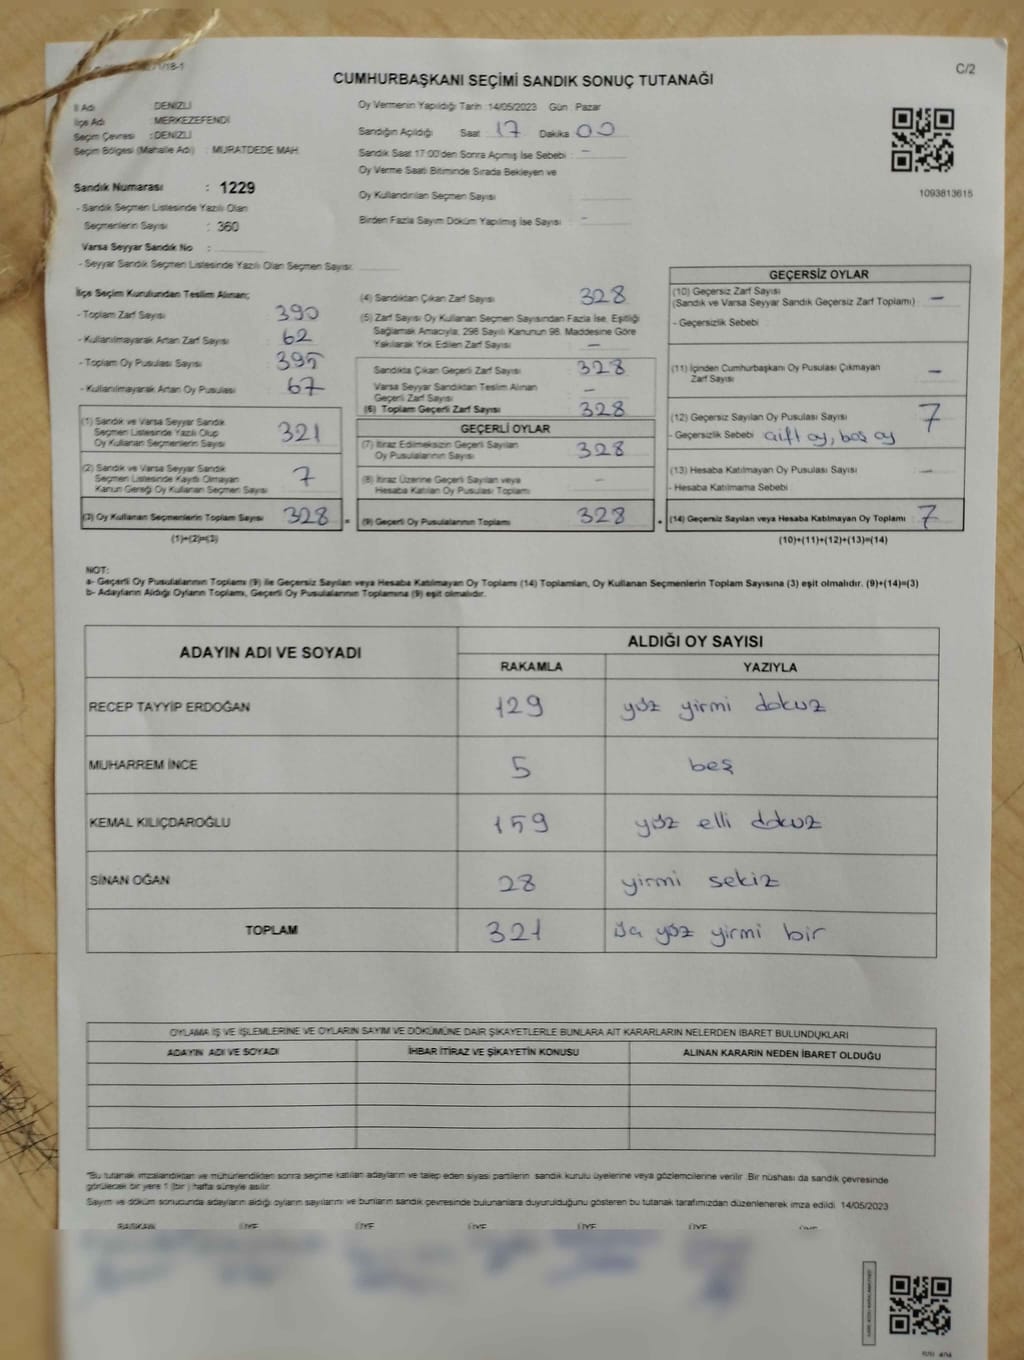 C/2
CUMHURBAŞKANI SEÇİMİ SANDIK SONUÇ TUTANAĞI
İl Adı : DENİZLİ
İlçe Adı : MERKEZEFENDİ
Seçim Çevresi : DENİZLİ
Seçim Bölgesi (Mahalle Adı) : MURATDEDE MAH.
Sandık Numarası : 1229
- Sandık Seçmen Listesinde Yazılı Olan
Seçmenlerin Sayısı : 360
Varsa Seyyar Sandık No :
- Seyyar Sandık Seçmen Listesinde Yazılı Olan Seçmen Sayısı:
Oy Vermenin Yapıldığı Tarih :14/05/2023 Gün : Pazar
Sandığın Açıldığı Saat 17 Dakika 00
Sandık Saat 17:00'den Sonra Açımış İse Sebebi : -
Oy Verme Saati Bitiminde Sırada Bekleyen ve
Oy Kullandırılan Seçmen Sayısı :
Birden Fazla Sayım Döküm Yapılmış İse Sayısı : -
1093813615
İlçe Seçim Kurulundan Teslim Alınan;
- Toplam Zarf Sayısı : 390
- Kullanılmayarak Artan Zarf Sayısı : 62
- Toplam Oy Pusulası Sayısı : 395
- Kullanılmayarak Artan Oy Pusulası : 67
(1) Sandık ve Varsa Seyyar Sandık
Seçmen Listesinde Yazılı Olup
Oy Kullanan Seçmenlerin Sayısı : 321
(2) Sandık ve Varsa Seyyar Sandık
Seçmen Listesinde Kayıtlı Olmayan
Kanun Gereği Oy Kullanan Seçmen Sayısı : 7
(3) Oy Kullanan Seçmenlerin Toplam Sayısı : 328
(1)+(2)=(3)
(4) Sandıktan Çıkan Zarf Sayısı : 328
(5) Zarf Sayısı Oy Kullanan Seçmen Sayısından Fazla İse, Eşitliği
Sağlamak Amacıyla; 298 Sayılı Kanunun 98. Maddesine Göre
Yakılarak Yok Edilen Zarf Sayısı : -
Sandıkta Çıkan Geçerli Zarf Sayısı : 328
Varsa Seyyar Sandıktan Teslim Alınan
Geçerli Zarf Sayısı : -
(6) Toplam Geçerli Zarf Sayısı : 328
GEÇERLİ OYLAR
(7) İtiraz Edilmeksizin Geçerli Sayılan
Oy Pusulalarının Sayısı : 328
(8) İtiraz Üzerine Geçerli Sayılan veya
Hesaba Katılan Oy Pusulası Toplamı : -
(9) Geçerli Oy Pusulalarının Toplamı : 328
GEÇERSİZ OYLAR
(10) Geçersiz Zarf Sayısı
(Sandık ve Varsa Seyyar Sandık Geçersiz Zarf Toplamı) : -
- Geçersizlik Sebebi :
(11) İçinden Cumhurbaşkanı Oy Pusulası Çıkmayan
Zarf Sayısı : -
(12) Geçersiz Sayılan Oy Pusulası Sayısı : 7
- Geçersizlik Sebebi : çift oy, boş oy
(13) Hesaba Katılmayan Oy Pusulası Sayısı : -
- Hesaba Katılmama Sebebi :
(14) Geçersiz Sayılan veya Hesaba Katılmayan Oy Toplamı : 7
(10)+(11)+(12)+(13)=(14)
NOT:
a- Geçerli Oy Pusulalarının Toplamı (9) ile Geçersiz Sayılan veya Hesaba Katılmayan Oy Toplamı (14) Toplamları, Oy Kullanan Seçmenlerin Toplam Sayısına (3) eşit olmalıdır. (9)+(14)=(3)
b- Adayların Aldığı Oyların Toplamı, Geçerli Oy Pusulalarının Toplamına (9) eşit olmalıdır.
ADAYIN ADI VE SOYADI ALDIĞI OY SAYISI
RAKAMLA YAZIYLA
RECEP TAYYİP ERDOĞAN 129 yüz yirmi dokuz
MUHARREM İNCE 5 beş
KEMAL KILIÇDAROĞLU 159 yüz elli dokuz
SİNAN OĞAN 28 yirmi sekiz
TOPLAM 321 üç yüz yirmi bir
OYLAMA İŞ VE İŞLEMLERİNE VE OYLARIN SAYIM VE DÖKÜMÜNE DAİR ŞİKAYETLERLE BUNLARA AİT KARARLARIN NELERDEN İBARET BULUNDUKLARI
ADAYIN ADI VE SOYADI İHBAR İTİRAZ VE ŞİKAYETİN KONUSU ALINAN KARARIN NEDEN İBARET OLDUĞU
*Bu tutanak imzalandıktan ve mühürlendikten sonra seçime katılan adayların ve talep eden siyasi partilerin sandık kurulu üyelerine veya gözlemcilerine verilir. Bir nüshası da sandık çevresinde
görülecek bir yere 1 (bir ) hafta süreyle asılır.
Sayım ve döküm sonucunda adayların aldığı oyların sayılarını ve bunların sandık çevresinde bulunanlara duyurulduğunu gösteren bu tutanak tarafımızdan düzenlenerek imza edildi. 14/05/2023
BAŞKAN ÜYE ÜYE ÜYE ÜYE ÜYE ÜYE